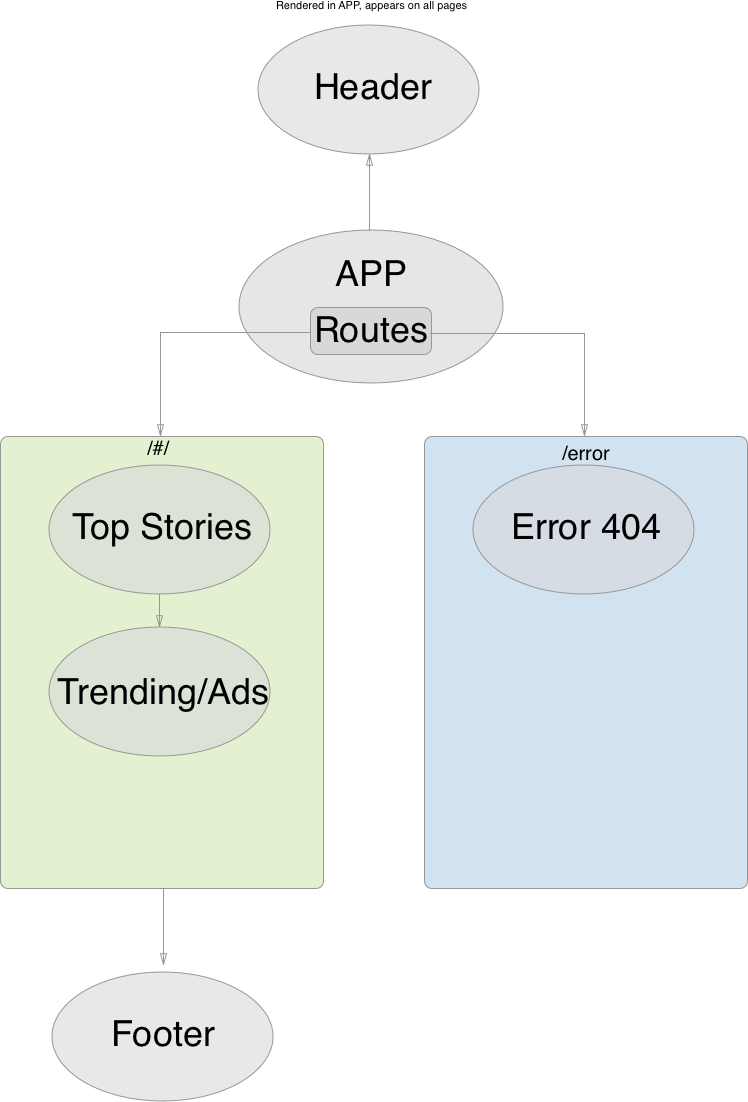 Rendered in APP, appears on all pages
Header
APP
Routes
/#/
/error
Top Stories
Error 404
Trending/Ads
Footer